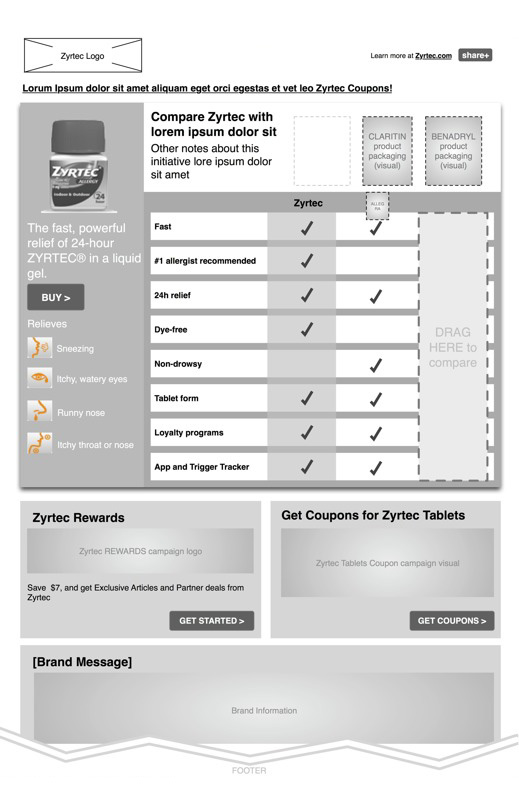 Zyrtec Logo
Learn more at Zyrtec.com
share+
Lorum Ipsum dolor sit amet aliquam eget orci egestas et vet leo Zyrtec Coupons!
ZYRTEC
ALLERGY
24
The fast, powerful
relief of 24-hour
ZYRTEC® in a liquid
gel.
BUY >
Relieves
Sneezing
Itchy, watery eyes
Runny nose
Itchy throat or nose
Compare Zyrtec with
lorem ipsum dolor sit
Other notes about this
initiative lore ipsum dolor
sit amet
CLARITIN
product
packaging
(visual)
BENADRYL
product
packaging
(visual)
Zyrtec
ALLEG
RA
Fast
#1 allergist recommended
24h relief
Dye-free
Non-drowsy
Tablet form
Loyalty programs
App and Trigger Tracker
DRAG
HERE to
compare
Zyrtec Rewards
Zyrtec REWARDS campaign logo
Save $7, and get Exclusive Articles and Partner deals from
Zyrtec
GET STARTED >
Get Coupons for Zyrtec Tablets
Zyrtec Tablets Coupon campaign visual
GET COUPONS >
[Brand Message]
Brand Information
FOOTER